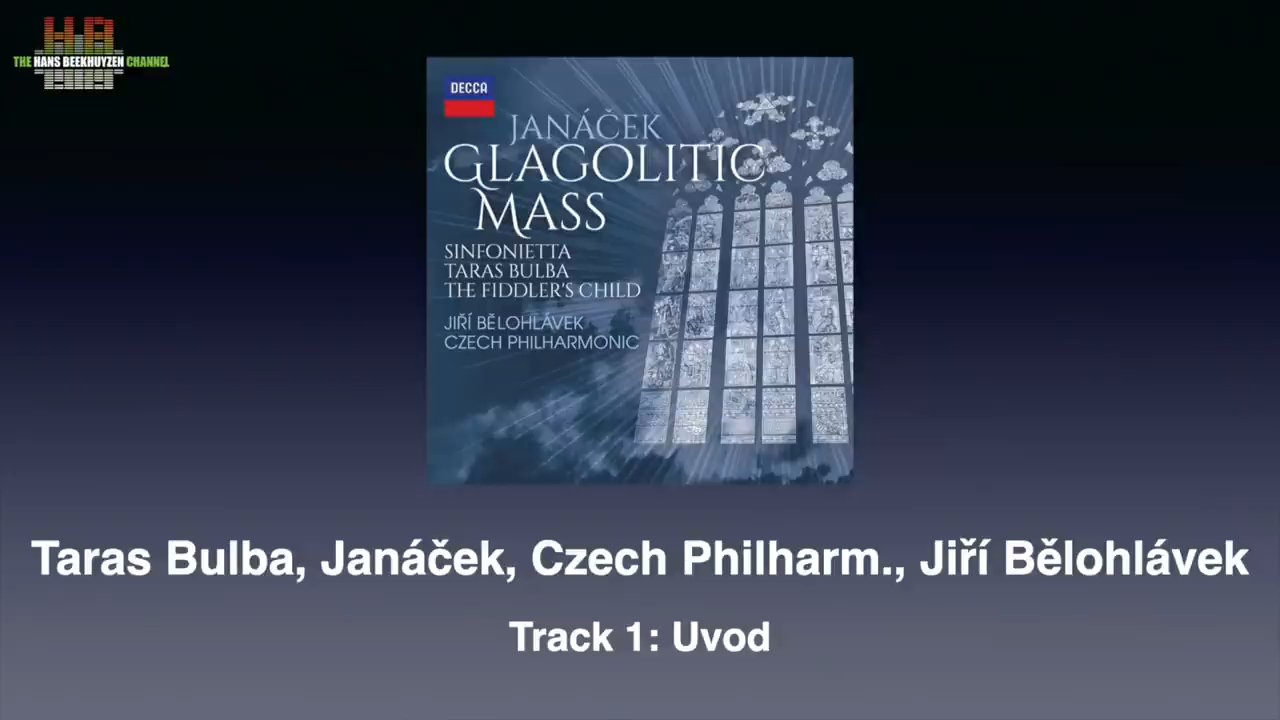 THE HANS BEEKHUYZEN CHANNEL
DECCA
JANÁČEK
GLAGOLITIC
MASS
SINFONIETTA
TARAS BULBA
THE FIDDLER'S CHILD
JIŘÍ BĚLOHLÁVEK
CZECH PHILHARMONIC
Taras Bulba, Janáček, Czech Philharm., Jiří Bělohlávek
Track 1: Uvod